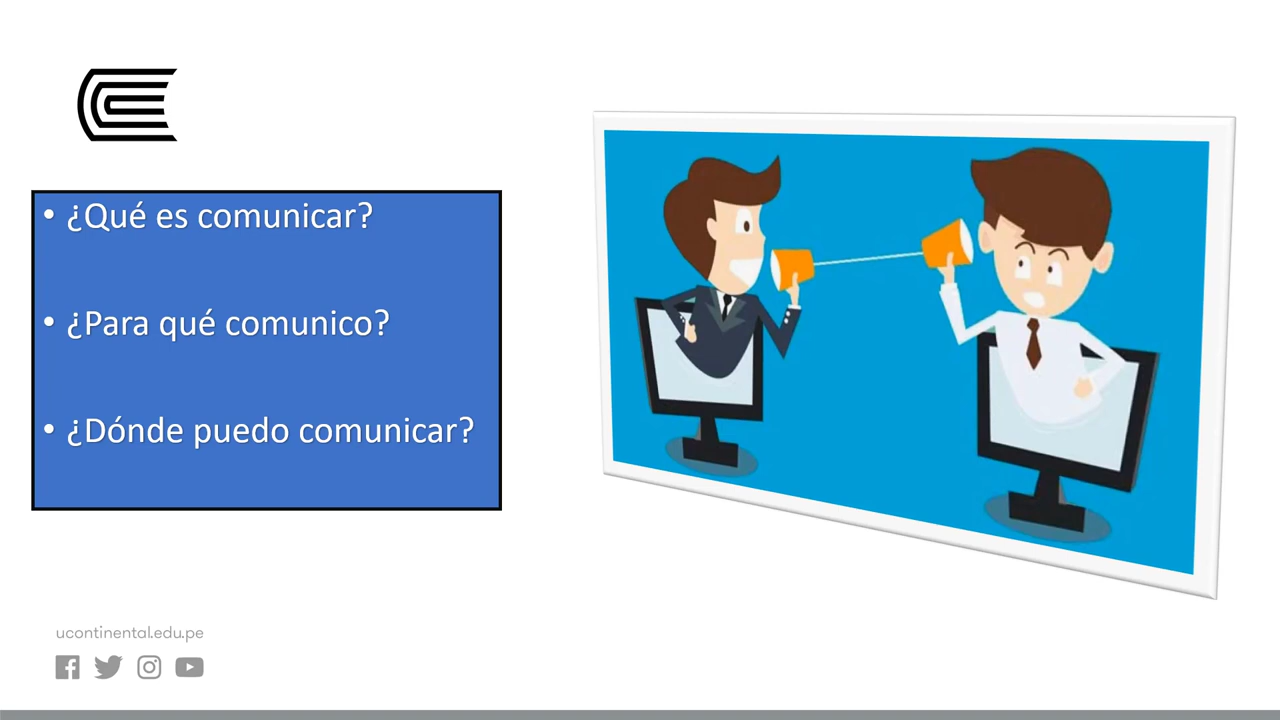 • ¿Qué es comunicar?
• ¿Para qué comunico?
• ¿Dónde puedo comunicar?
ucontinental.edu.pe